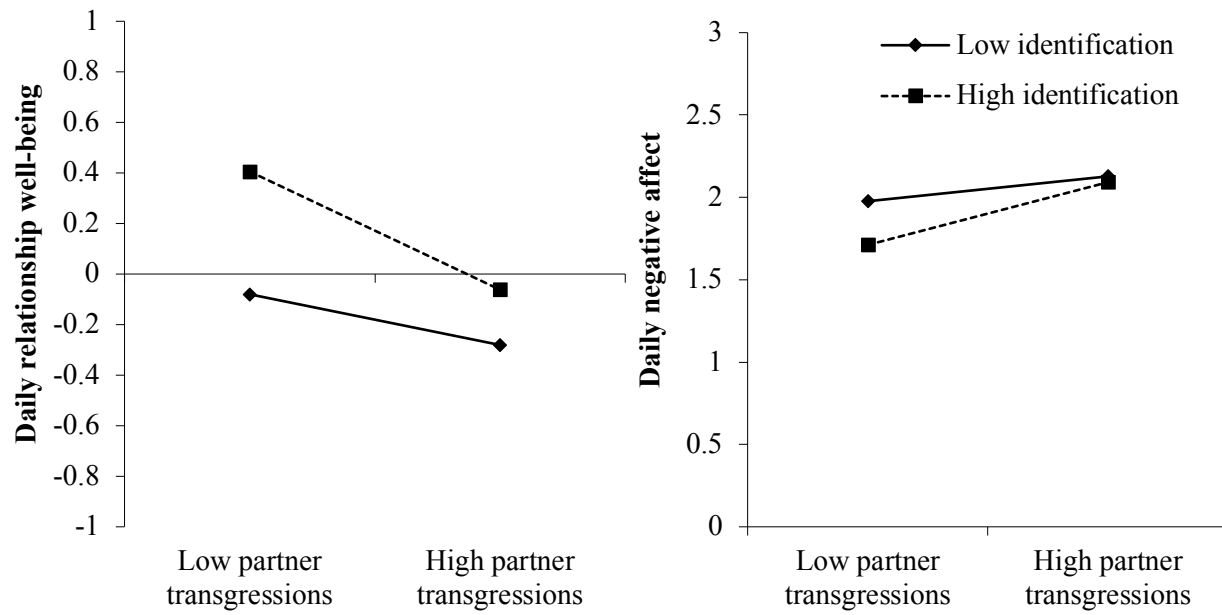 Daily relationship well-being
1
0.8
0.6
0.4
0.2
0
-0.2
-0.4
-0.6
-0.8
-1
Low partner
transgressions
High partner
transgressions
Daily negative affect
3
2.5
2
1.5
1
0.5
0
Low identification
High identification
Low partner
transgressions
High partner
transgressions